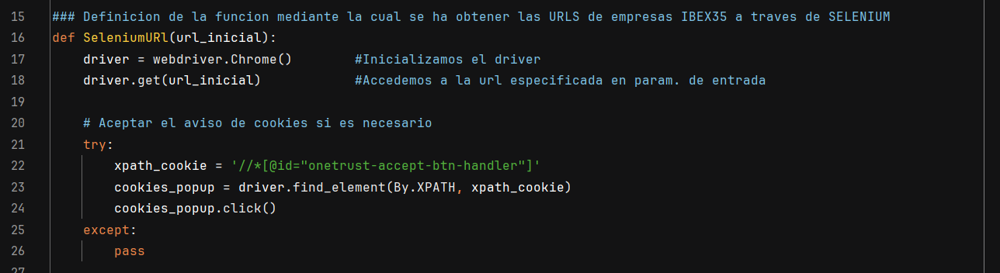 15 ### Definicion de la funcion mediante la cual se ha obtener las URLS de empresas IBEX35 a traves de SELENIUM
16 def SeleniumURl(url_inicial):
17 driver = webdriver.Chrome() #Inicializamos el driver
18 driver.get(url_inicial) #Accedemos a la url especificada en param. de entrada
19
20 # Aceptar el aviso de cookies si es necesario
21 try:
22 xpath_cookie = '//*[@id="onetrust-accept-btn-handler"]'
23 cookies_popup = driver.find_element(By.XPATH, xpath_cookie)
24 cookies_popup.click()
25 except:
26 pass
27